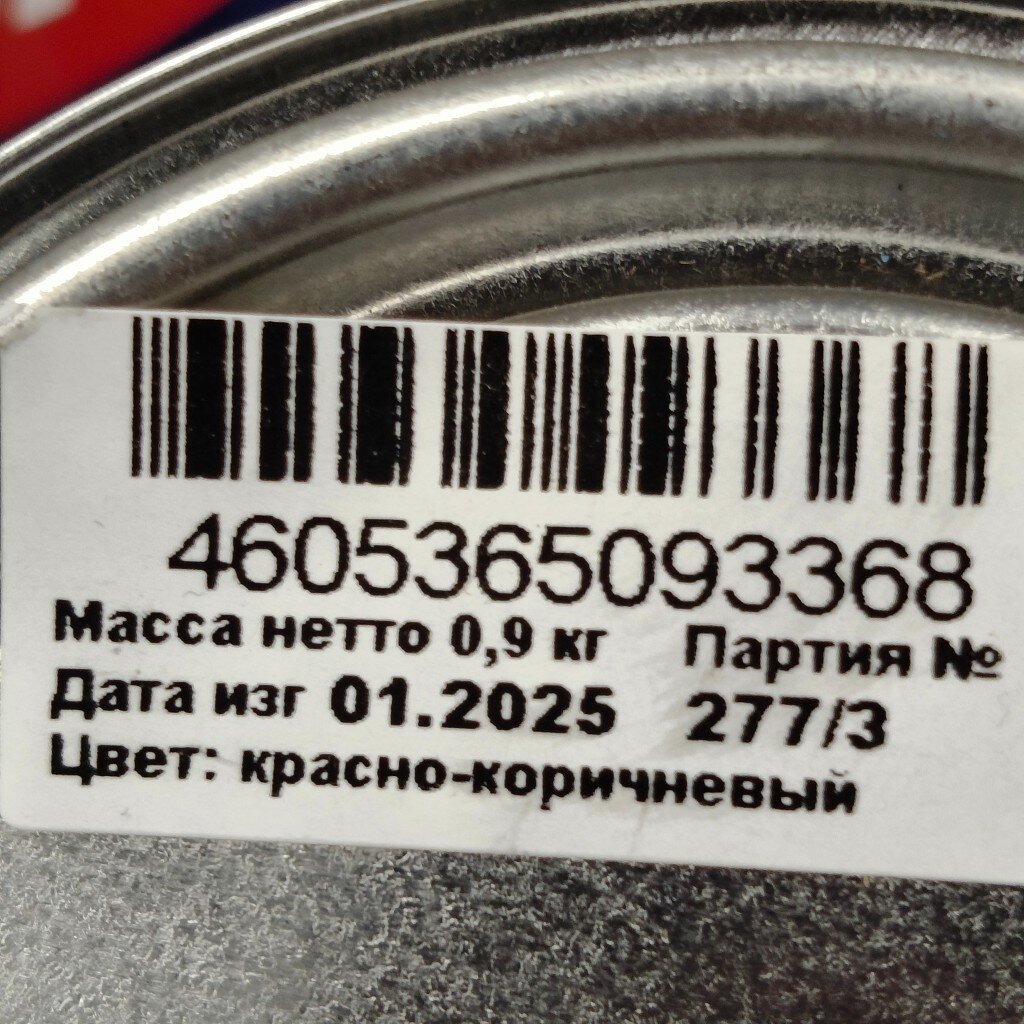 4605365093368
Масса нетто 0,9 кг Партия №
Дата изг 01.2025 277/3
Цвет: красно-коричневый